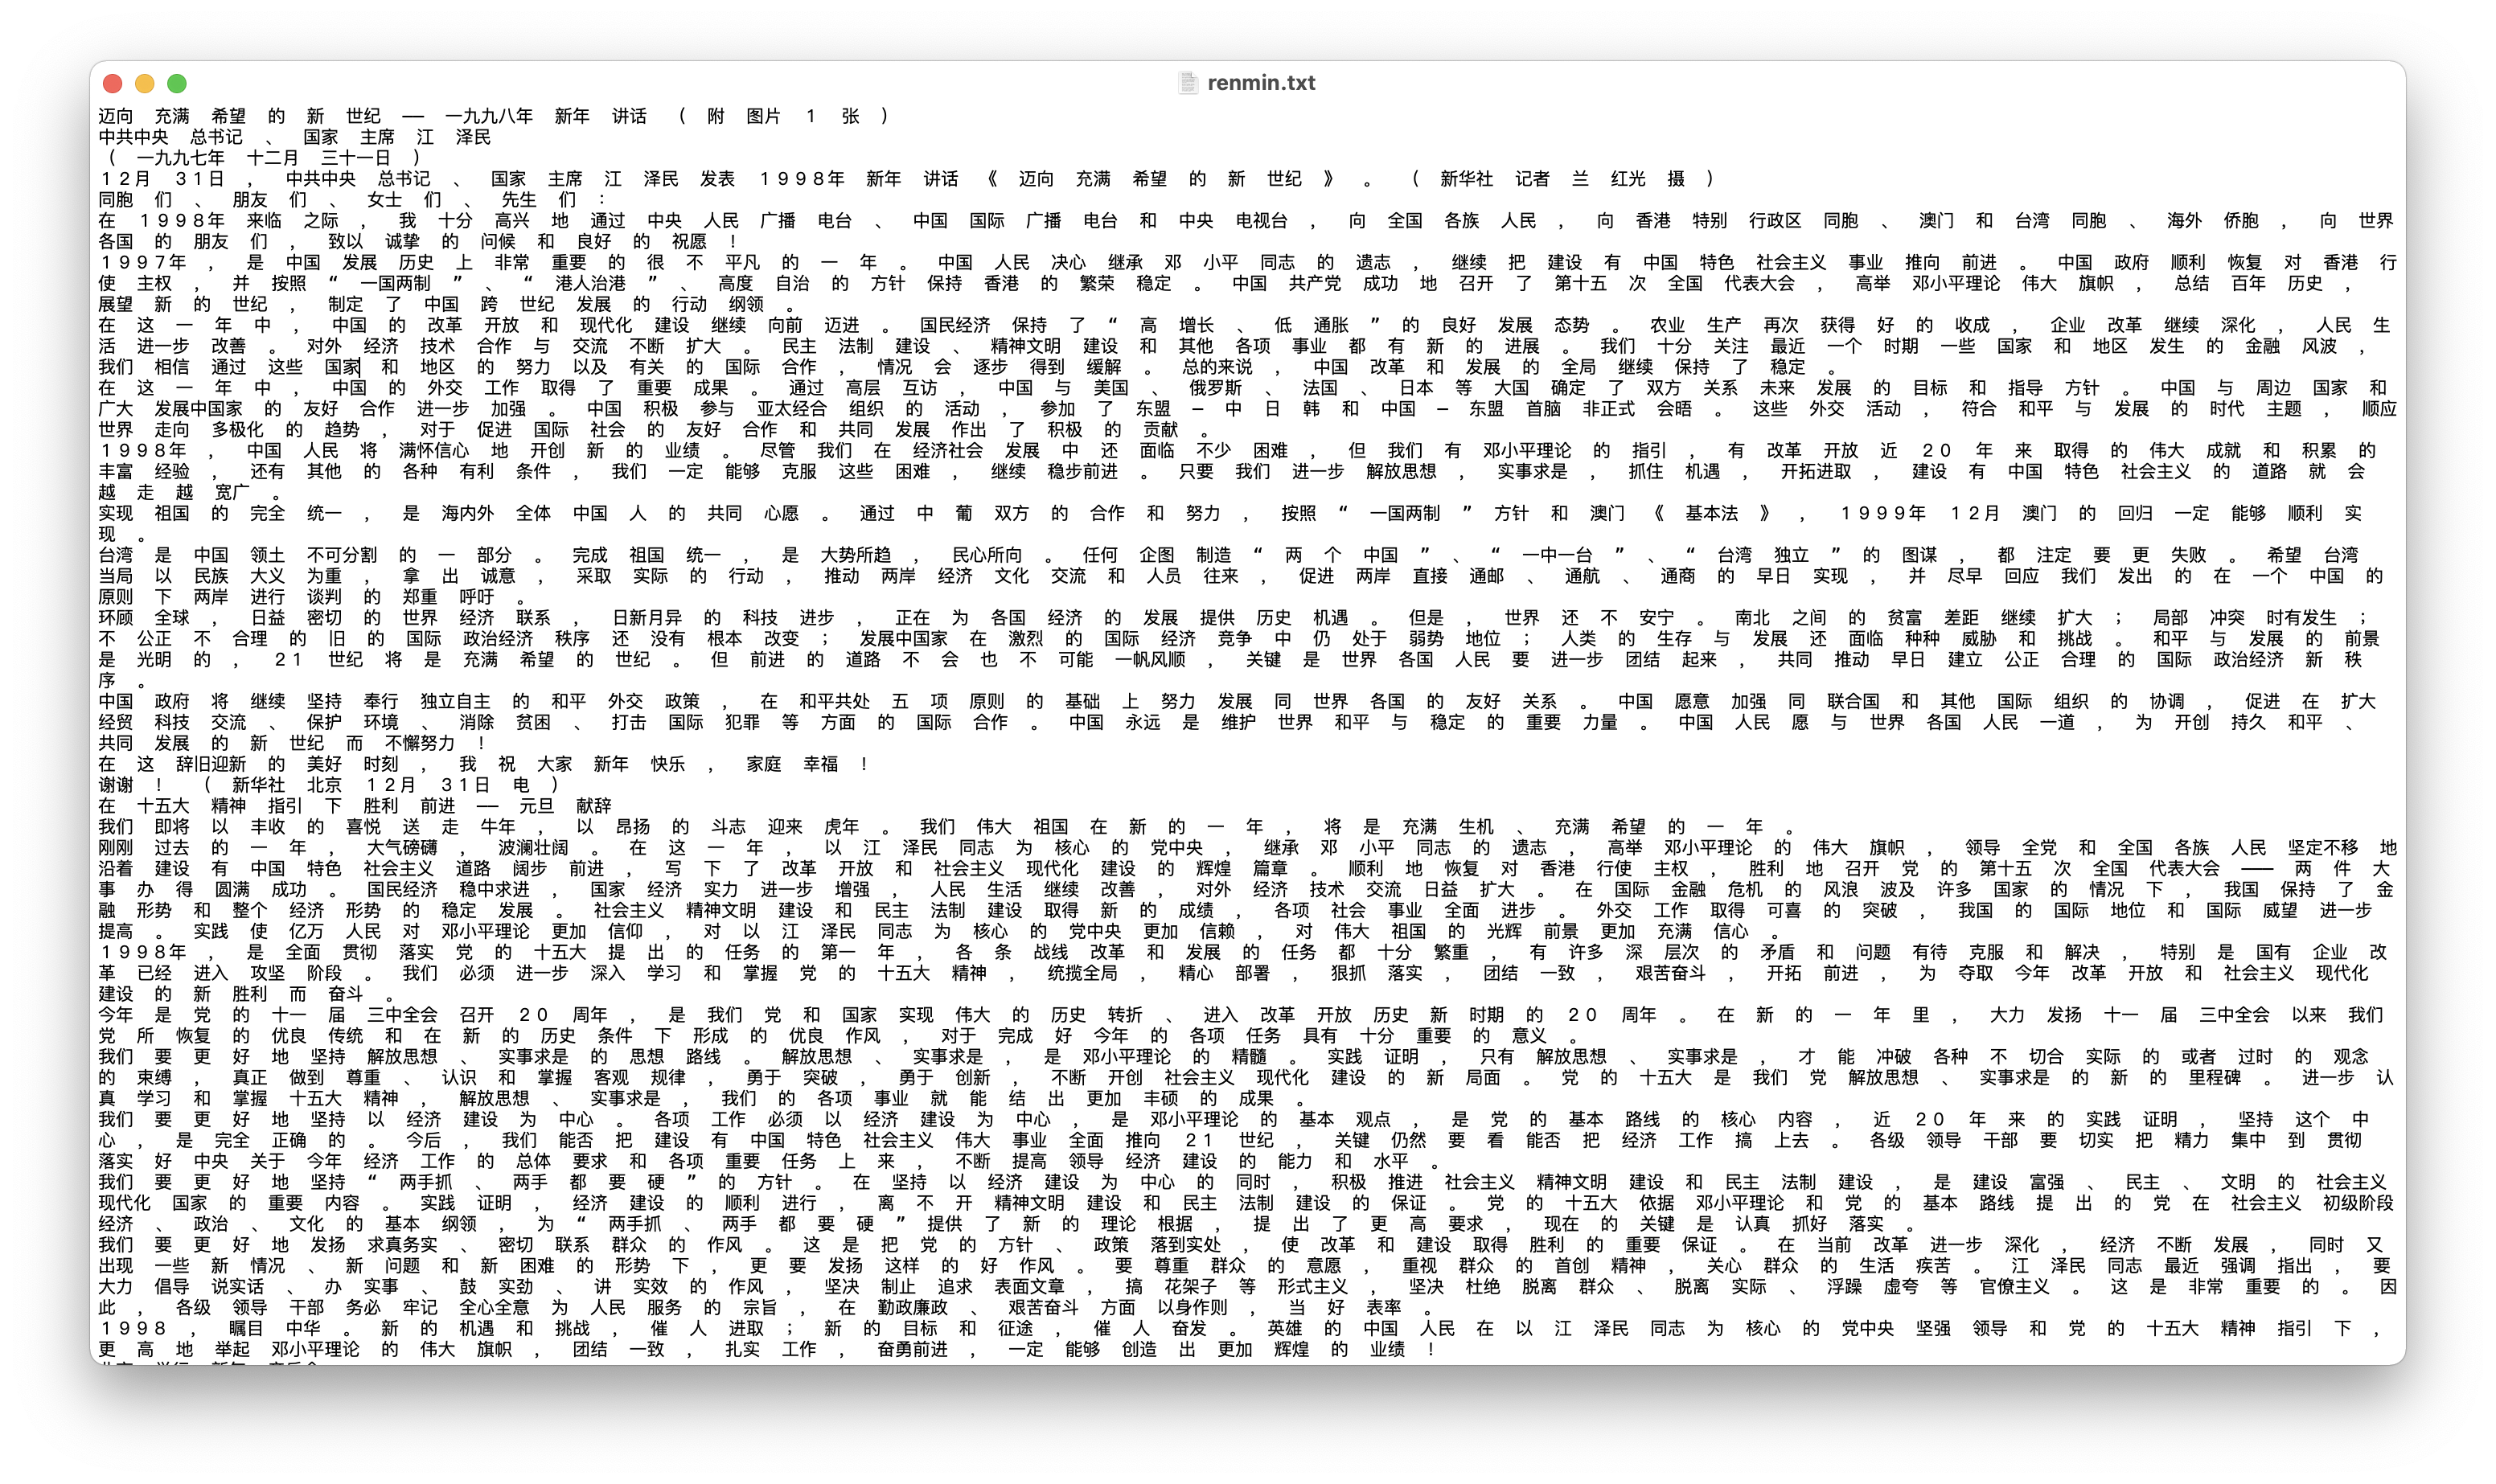 renmin.txt
迈向 充满 希望 的 新 世纪 —— 一九九八年 新年 讲话 （ 附 图片 １ 张 ）
中共中央 总书记 、 国家 主席 江 泽民
（ 一九九七年 十二月 三十一日 ）
１２月 ３１日 ， 中共中央 总书记 、 国家 主席 江 泽民 发表 １９９８年 新年 讲话 《 迈向 充满 希望 的 新 世纪 》 。 （ 新华社 记者 兰 红光 摄 ）
同胞 们 、 朋友 们 、 女士 们 、 先生 们 ：
在 １９９８年 来临 之际 ， 我 十分 高兴 地 通过 中央 人民 广播 电台 、 中国 国际 广播 电台 和 中央 电视台 ， 向 全国 各族 人民 ， 向 香港 特别 行政区 同胞 、 澳门 和 台湾 同胞 、 海外 侨胞 ， 向 世界
各国 的 朋友 们 ， 致以 诚挚 的 问候 和 良好 的 祝愿 ！
１９９７年 ， 是 中国 发展 历史 上 非常 重要 的 很 不 平凡 的 一 年 。 中国 人民 决心 继承 邓 小平 同志 的 遗志 ， 继续 把 建设 有 中国 特色 社会主义 事业 推向 前进 。 中国 政府 顺利 恢复 对 香港 行
使 主权 ， 并 按照 “ 一国两制 ” 、 “ 港人治港 ” 、 高度 自治 的 方针 保持 香港 的 繁荣 稳定 。 中国 共产党 成功 地 召开 了 第十五 次 全国 代表大会 ， 高举 邓小平理论 伟大 旗帜 ， 总结 百年 历史 ，
展望 新 的 世纪 ， 制定 了 中国 跨 世纪 发展 的 行动 纲领 。
在 这 一 年 中 ， 中国 的 改革 开放 和 现代化 建设 继续 向前 迈进 。 国民经济 保持 了 “ 高 增长 、 低 通胀 ” 的 良好 发展 态势 。 农业 生产 再次 获得 好 的 收成 ， 企业 改革 继续 深化 ， 人民 生
活 进一步 改善 。 对外 经济 技术 合作 与 交流 不断 扩大 。 民主 法制 建设 、 精神文明 建设 和 其他 各项 事业 都 有 新 的 进展 。 我们 十分 关注 最近 一个 时期 一些 国家 和 地区 发生 的 金融 风波 ，
我们 相信 通过 这些 国家 和 地区 的 努力 以及 有关 的 国际 合作 ， 情况 会 逐步 得到 缓解 。 总的来说 ， 中国 改革 和 发展 的 全局 继续 保持 了 稳定 。
在 这 一 年 中 ， 中国 的 外交 工作 取得 了 重要 成果 。 通过 高层 互访 ， 中国 与 美国 、 俄罗斯 、 法国 、 日本 等 大国 确定 了 双方 关系 未来 发展 的 目标 和 指导 方针 。 中国 与 周边 国家 和
广大 发展中国家 的 友好 合作 进一步 加强 。 中国 积极 参与 亚太经合 组织 的 活动 ， 参加 了 东盟 － 中 日 韩 和 中国 － 东盟 首脑 非正式 会晤 。 这些 外交 活动 ， 符合 和平 与 发展 的 时代 主题 ， 顺应
世界 走向 多极化 的 趋势 ， 对于 促进 国际 社会 的 友好 合作 和 共同 发展 作出 了 积极 的 贡献 。
１９９８年 ， 中国 人民 将 满怀信心 地 开创 新 的 业绩 。 尽管 我们 在 经济社会 发展 中 还 面临 不少 困难 ， 但 我们 有 邓小平理论 的 指引 ， 有 改革 开放 近 ２０ 年 来 取得 的 伟大 成就 和 积累 的
丰富 经验 ， 还有 其他 的 各种 有利 条件 ， 我们 一定 能够 克服 这些 困难 ， 继续 稳步前进 。 只要 我们 进一步 解放思想 ， 实事求是 ， 抓住 机遇 ， 开拓进取 ， 建设 有 中国 特色 社会主义 的 道路 就 会
越 走 越 宽广 。
实现 祖国 的 完全 统一 ， 是 海内外 全体 中国 人 的 共同 心愿 。 通过 中 葡 双方 的 合作 和 努力 ， 按照 “ 一国两制 ” 方针 和 澳门 《 基本法 》 ， １９９９年 １２月 澳门 的 回归 一定 能够 顺利 实
现 。
台湾 是 中国 领土 不可分割 的 一 部分 。 完成 祖国 统一 ， 是 大势所趋 ， 民心所向 。 任何 企图 制造 “ 两 个 中国 ” 、 “ 一中一台 ” 、 “ 台湾 独立 ” 的 图谋 ， 都 注定 要 更 失败 。 希望 台湾
当局 以 民族 大义 为重 ， 拿 出 诚意 ， 采取 实际 的 行动 ， 推动 两岸 经济 文化 交流 和 人员 往来 ， 促进 两岸 直接 通邮 、 通航 、 通商 的 早日 实现 ， 并 尽早 回应 我们 发出 的 在 一个 中国 的
原则 下 两岸 进行 谈判 的 郑重 呼吁 。
环顾 全球 ， 日益 密切 的 世界 经济 联系 ， 日新月异 的 科技 进步 ， 正在 为 各国 经济 的 发展 提供 历史 机遇 。 但是 ， 世界 还 不 安宁 。 南北 之间 的 贫富 差距 继续 扩大 ； 局部 冲突 时有发生 ；
不 公正 不 合理 的 旧 的 国际 政治经济 秩序 还 没有 根本 改变 ； 发展中国家 在 激烈 的 国际 经济 竞争 中 仍 处于 弱势 地位 ； 人类 的 生存 与 发展 还 面临 种种 威胁 和 挑战 。 和平 与 发展 的 前景
是 光明 的 ， ２１ 世纪 将 是 充满 希望 的 世纪 。 但 前进 的 道路 不 会 也 不 可能 一帆风顺 ， 关键 是 世界 各国 人民 要 进一步 团结 起来 ， 共同 推动 早日 建立 公正 合理 的 国际 政治经济 新 秩
序 。
中国 政府 将 继续 坚持 奉行 独立自主 的 和平 外交 政策 ， 在 和平共处 五 项 原则 的 基础 上 努力 发展 同 世界 各国 的 友好 关系 。 中国 愿意 加强 同 联合国 和 其他 国际 组织 的 协调 ， 促进 在 扩大
经贸 科技 交流 、 保护 环境 、 消除 贫困 、 打击 国际 犯罪 等 方面 的 国际 合作 。 中国 永远 是 维护 世界 和平 与 稳定 的 重要 力量 。 中国 人民 愿 与 世界 各国 人民 一道 ， 为 开创 持久 和平 、
共同 发展 的 新 世纪 而 不懈努力 ！
在 这 辞旧迎新 的 美好 时刻 ， 我 祝 大家 新年 快乐 ， 家庭 幸福 ！
谢谢 ！ （ 新华社 北京 １２月 ３１日 电 ）
在 十五大 精神 指引 下 胜利 前进 —— 元旦 献辞
我们 即将 以 丰收 的 喜悦 送 走 牛年 ， 以 昂扬 的 斗志 迎来 虎年 。 我们 伟大 祖国 在 新 的 一 年 ， 将 是 充满 生机 、 充满 希望 的 一 年 。
刚刚 过去 的 一 年 ， 大气磅礴 ， 波澜壮阔 。 在 这 一 年 ， 以 江 泽民 同志 为 核心 的 党中央 ， 继承 邓 小平 同志 的 遗志 ， 高举 邓小平理论 的 伟大 旗帜 ， 领导 全党 和 全国 各族 人民 坚定不移 地
沿着 建设 有 中国 特色 社会主义 道路 阔步 前进 ， 写 下 了 改革 开放 和 社会主义 现代化 建设 的 辉煌 篇章 。 顺利 地 恢复 对 香港 行使 主权 ， 胜利 地 召开 党 的 第十五 次 全国 代表大会 —— 两 件 大
事 办 得 圆满 成功 。 国民经济 稳中求进 ， 国家 经济 实力 进一步 增强 ， 人民 生活 继续 改善 ， 对外 经济 技术 交流 日益 扩大 。 在 国际 金融 危机 的 风浪 波及 许多 国家 的 情况 下 ， 我国 保持 了 金
融 形势 和 整个 经济 形势 的 稳定 发展 。 社会主义 精神文明 建设 和 民主 法制 建设 取得 新 的 成绩 ， 各项 社会 事业 全面 进步 。 外交 工作 取得 可喜 的 突破 ， 我国 的 国际 地位 和 国际 威望 进一步
提高 。 实践 使 亿万 人民 对 邓小平理论 更加 信仰 ， 对 以 江 泽民 同志 为 核心 的 党中央 更加 信赖 ， 对 伟大 祖国 的 光辉 前景 更加 充满 信心 。
１９９８年 ， 是 全面 贯彻 落实 党 的 十五大 提 出 的 任务 的 第一 年 ， 各 条 战线 改革 和 发展 的 任务 都 十分 繁重 ， 有 许多 深 层次 的 矛盾 和 问题 有待 克服 和 解决 ， 特别 是 国有 企业 改
革 已经 进入 攻坚 阶段 。 我们 必须 进一步 深入 学习 和 掌握 党 的 十五大 精神 ， 统揽全局 ， 精心 部署 ， 狠抓 落实 ， 团结 一致 ， 艰苦奋斗 ， 开拓 前进 ， 为 夺取 今年 改革 开放 和 社会主义 现代化
建设 的 新 胜利 而 奋斗 。
今年 是 党 的 十一 届 三中全会 召开 ２０ 周年 ， 是 我们 党 和 国家 实现 伟大 的 历史 转折 、 进入 改革 开放 历史 新 时期 的 ２０ 周年 。 在 新 的 一 年 里 ， 大力 发扬 十一 届 三中全会 以来 我们
党 所 恢复 的 优良 传统 和 在 新 的 历史 条件 下 形成 的 优良 作风 ， 对于 完成 好 今年 的 各项 任务 具有 十分 重要 的 意义 。
我们 要 更 好 地 坚持 解放思想 、 实事求是 的 思想 路线 。 解放思想 、 实事求是 ， 是 邓小平理论 的 精髓 。 实践 证明 ， 只有 解放思想 、 实事求是 ， 才 能 冲破 各种 不 切合 实际 的 或者 过时 的 观念
的 束缚 ， 真正 做到 尊重 、 认识 和 掌握 客观 规律 ， 勇于 突破 ， 勇于 创新 ， 不断 开创 社会主义 现代化 建设 的 新 局面 。 党 的 十五大 是 我们 党 解放思想 、 实事求是 的 新 的 里程碑 。 进一步 认
真 学习 和 掌握 十五大 精神 ， 解放思想 、 实事求是 ， 我们 的 各项 事业 就 能 结 出 更加 丰硕 的 成果 。
我们 要 更 好 地 坚持 以 经济 建设 为 中心 。 各项 工作 必须 以 经济 建设 为 中心 ， 是 邓小平理论 的 基本 观点 ， 是 党 的 基本 路线 的 核心 内容 ， 近 ２０ 年 来 的 实践 证明 ， 坚持 这个 中
心 ， 是 完全 正确 的 。 今后 ， 我们 能否 把 建设 有 中国 特色 社会主义 伟大 事业 全面 推向 ２１ 世纪 ， 关键 仍然 要 看 能否 把 经济 工作 搞 上去 。 各级 领导 干部 要 切实 把 精力 集中 到 贯彻
落实 好 中央 关于 今年 经济 工作 的 总体 要求 和 各项 重要 任务 上 来 ， 不断 提高 领导 经济 建设 的 能力 和 水平 。
我们 要 更 好 地 坚持 “ 两手抓 、 两手 都 要 硬 ” 的 方针 。 在 坚持 以 经济 建设 为 中心 的 同时 ， 积极 推进 社会主义 精神文明 建设 和 民主 法制 建设 ， 是 建设 富强 、 民主 、 文明 的 社会主义
现代化 国家 的 重要 内容 。 实践 证明 ， 经济 建设 的 顺利 进行 ， 离 不 开 精神文明 建设 和 民主 法制 建设 的 保证 。 党 的 十五大 依据 邓小平理论 和 党 的 基本 路线 提 出 的 党 在 社会主义 初级阶段
经济 、 政治 、 文化 的 基本 纲领 ， 为 “ 两手抓 、 两手 都 要 硬 ” 提供 了 新 的 理论 根据 ， 提 出 了 更 高 要求 ， 现在 的 关键 是 认真 抓好 落实 。
我们 要 更 好 地 发扬 求真务实 、 密切 联系 群众 的 作风 。 这 是 把 党 的 方针 、 政策 落到实处 ， 使 改革 和 建设 取得 胜利 的 重要 保证 。 在 当前 改革 进一步 深化 ， 经济 不断 发展 ， 同时 又
出现 一些 新 情况 、 新 问题 和 新 困难 的 形势 下 ， 更 要 发扬 这样 的 好 作风 。 要 尊重 群众 的 意愿 ， 重视 群众 的 首创 精神 ， 关心 群众 的 生活 疾苦 。 江 泽民 同志 最近 强调 指出 ， 要
大力 倡导 说实话 、 办 实事 、 鼓 实劲 、 讲 实效 的 作风 ， 坚决 制止 追求 表面文章 ， 搞 花架子 等 形式主义 ， 坚决 杜绝 脱离 群众 、 脱离 实际 、 浮躁 虚夸 等 官僚主义 。 这 是 非常 重要 的 。 因
此 ， 各级 领导 干部 务必 牢记 全心全意 为 人民 服务 的 宗旨 ， 在 勤政廉政 、 艰苦奋斗 方面 以身作则 ， 当 好 表率 。
１９９８ ， 瞩目 中华 。 新 的 机遇 和 挑战 ， 催 人 进取 ； 新 的 目标 和 征途 ， 催 人 奋发 。 英雄 的 中国 人民 在 以 江 泽民 同志 为 核心 的 党中央 坚强 领导 和 党 的 十五大 精神 指引 下 ，
更 高 地 举起 邓小平理论 的 伟大 旗帜 ， 团结 一致 ， 扎实 工作 ， 奋勇前进 ， 一定 能够 创造 出 更加 辉煌 的 业绩 ！